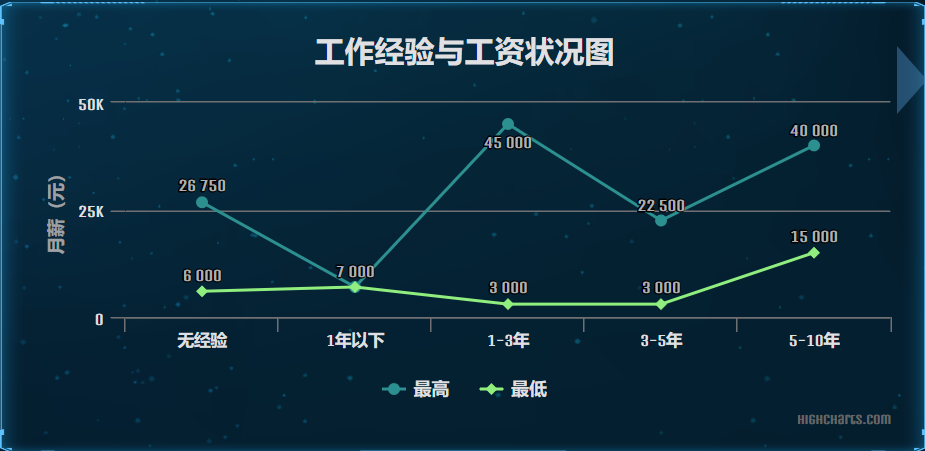 工作经验与工资状况图
50K
25K
0
月薪（元）
26 750
7 000
45 000
22 500
40 000
6 000
3 000
3 000
15 000
无经验
1年以下
1-3年
3-5年
5-10年
最高
最低
Highcharts.com